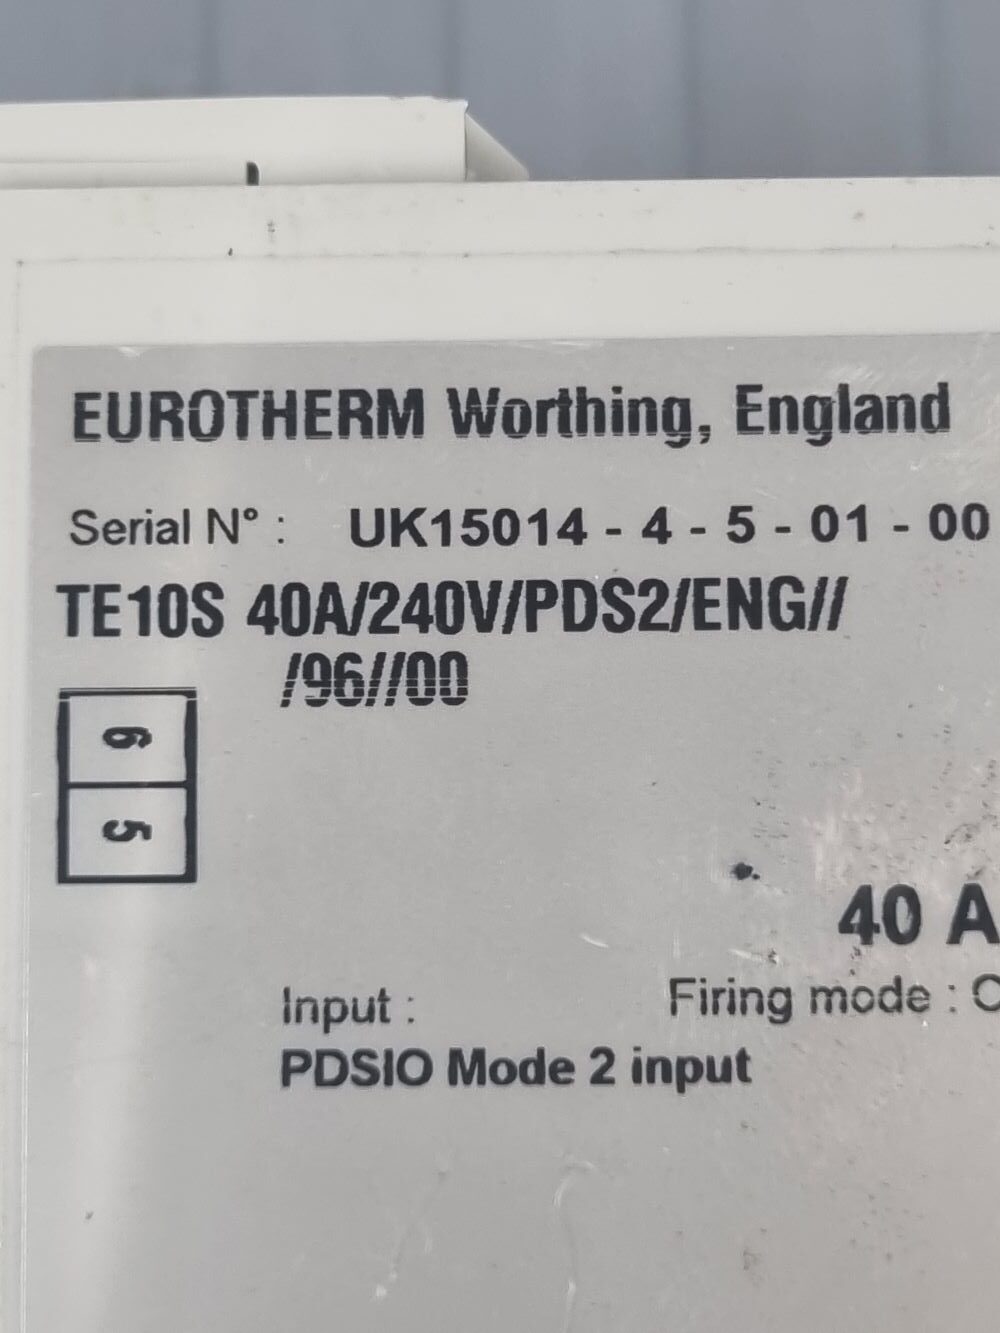 EUROTHERM Worthing, England
Serial N° : UK15014 - 4 - 5 - 01 - 00
TE10S 40A/240V/PDS2/ENG//
/96//00
6
5
40 A
Input :
Firing mode :
PDSIO Mode 2 input